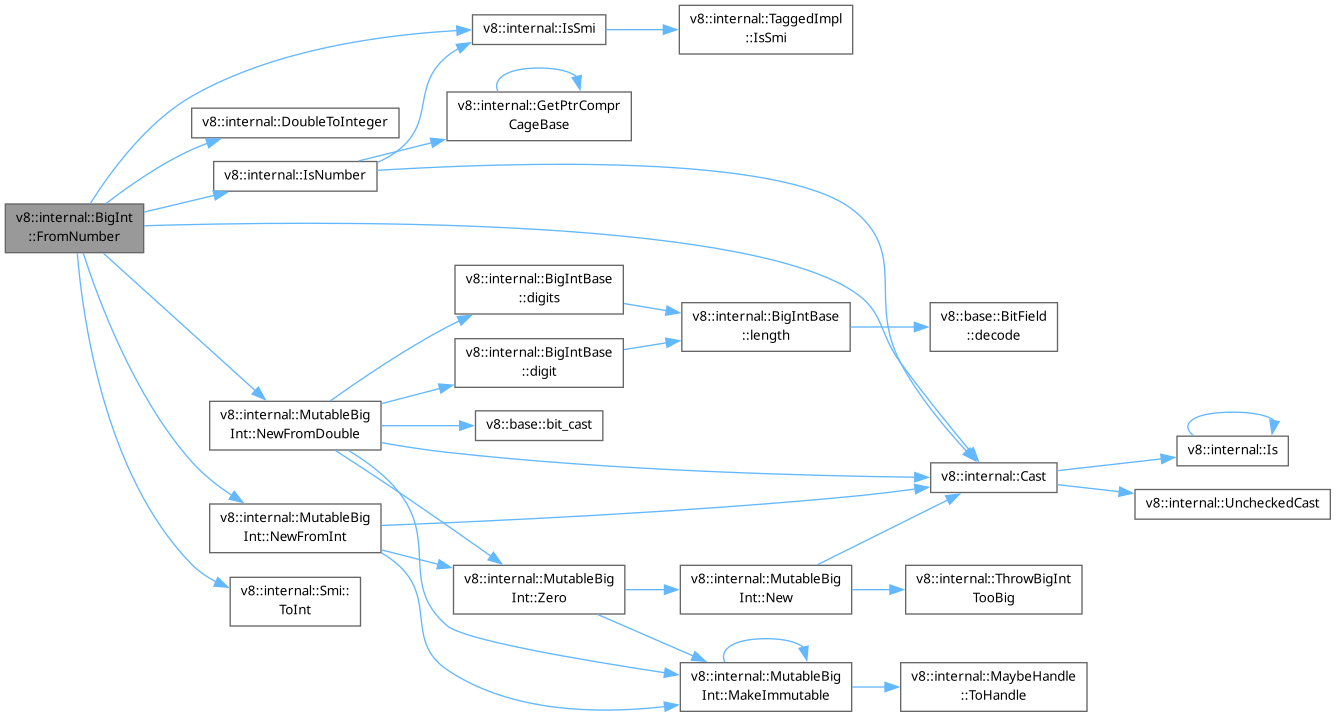 v8::internal::BigInt
::FromNumber
v8::internal::IsSmi
v8::internal::TaggedImpl
::IsSmi
v8::internal::DoubleToInteger
v8::internal::IsNumber
v8::internal::GetPtrCompr
CageBase
v8::internal::BigIntBase
::digits
v8::internal::BigIntBase
::digit
v8::internal::BigIntBase
::length
v8::base::BitField
::decode
v8::internal::MutableBig
Int::NewFromDouble
v8::base::bit_cast
v8::internal::Cast
v8::internal::Is
v8::internal::UncheckedCast
v8::internal::MutableBig
Int::NewFromInt
v8::internal::Smi::
ToInt
v8::internal::MutableBig
Int::Zero
v8::internal::MutableBig
Int::New
v8::internal::ThrowBigInt
TooBig
v8::internal::MutableBig
Int::MakeImmutable
v8::internal::MaybeHandle
::ToHandle